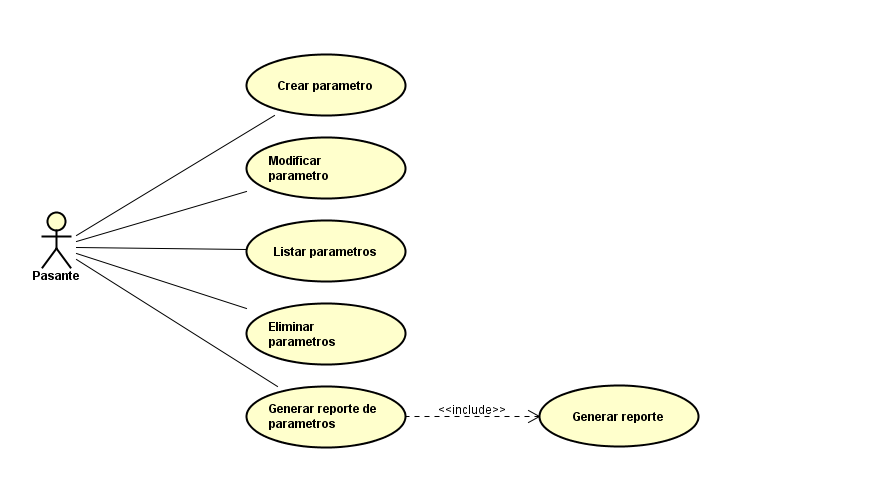 Crear parametro
Modificar
parametro
Listar parametros
Pasante
Eliminar
parametros
Generar reporte de
parametros
<<include>>
Generar reporte